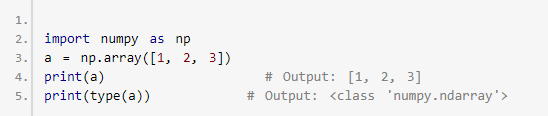 1.
2. import numpy as np
3. a = np.array([1, 2, 3])
4. print(a)                    # Output: [1, 2, 3]
5. print(type(a))            # Output: <class 'numpy.ndarray'>